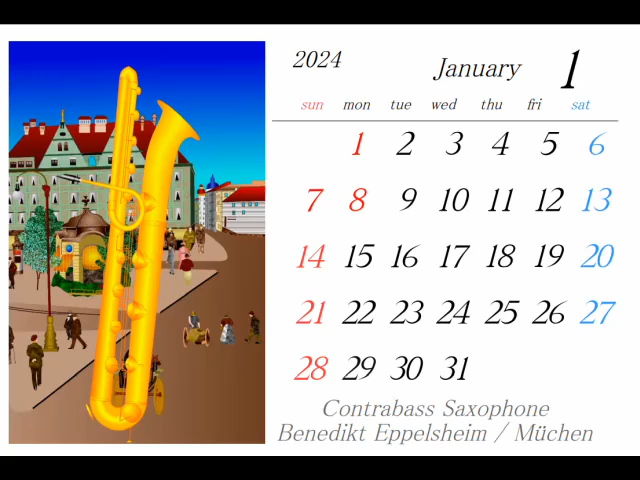 2024 January 1
sun mon tue wed thu fri sat
1 2 3 4 5 6
7 8 9 10 11 12 13
14 15 16 17 18 19 20
21 22 23 24 25 26 27
28 29 30 31
Contrabass Saxophone
Benedikt Eppelsheim / Müchen